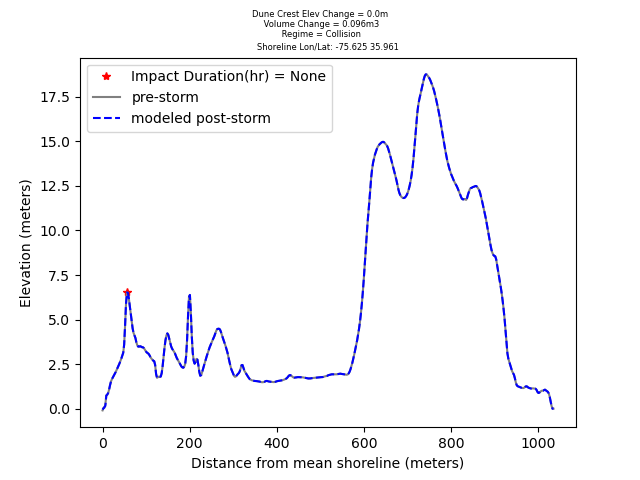 Dune Crest Elev Change = 0.0m
Volume Change = 0.096m3
Regime = Collision
Shoreline Lon/Lat: -75.625 35.961
Impact Duration(hr) = None
pre-storm
modeled post-storm
17.5
15.0
12.5
10.0
7.5
5.0
2.5
0.0
Elevation (meters)
0 200 400 600 800 1000
Distance from mean shoreline (meters)